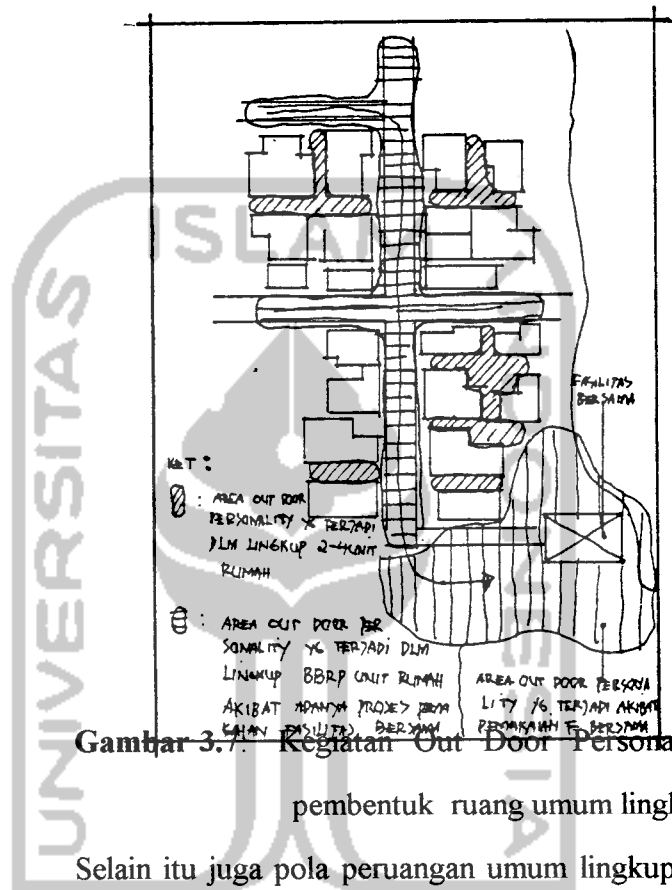 ISLAM
UNIVERSITAS
INDONESIA
FASILITAS
BERSAMA
KET :
: AREA OUT DOOR
PERSONALITY YG TERJADI
DLM LINGKUP 2-4 UNIT
RUMAH
: AREA OUT DOOR PER
SONALITY YG TERJADI DLM
LINGKUP BBRP UNIT RUMAH
AKIBAT ADANYA PROSES PEMA
KAIAN FASILITAS BERSAMA
AREA OUT DOOR PERSONA
LITY YG TERJADI AKIBAT
PEMAKAIAN F. BERSAMA
Gambar 3.7. Kegiatan Out Door Persona
pembentuk ruang umum lingk
Selain itu juga pola peruangan umum lingkup